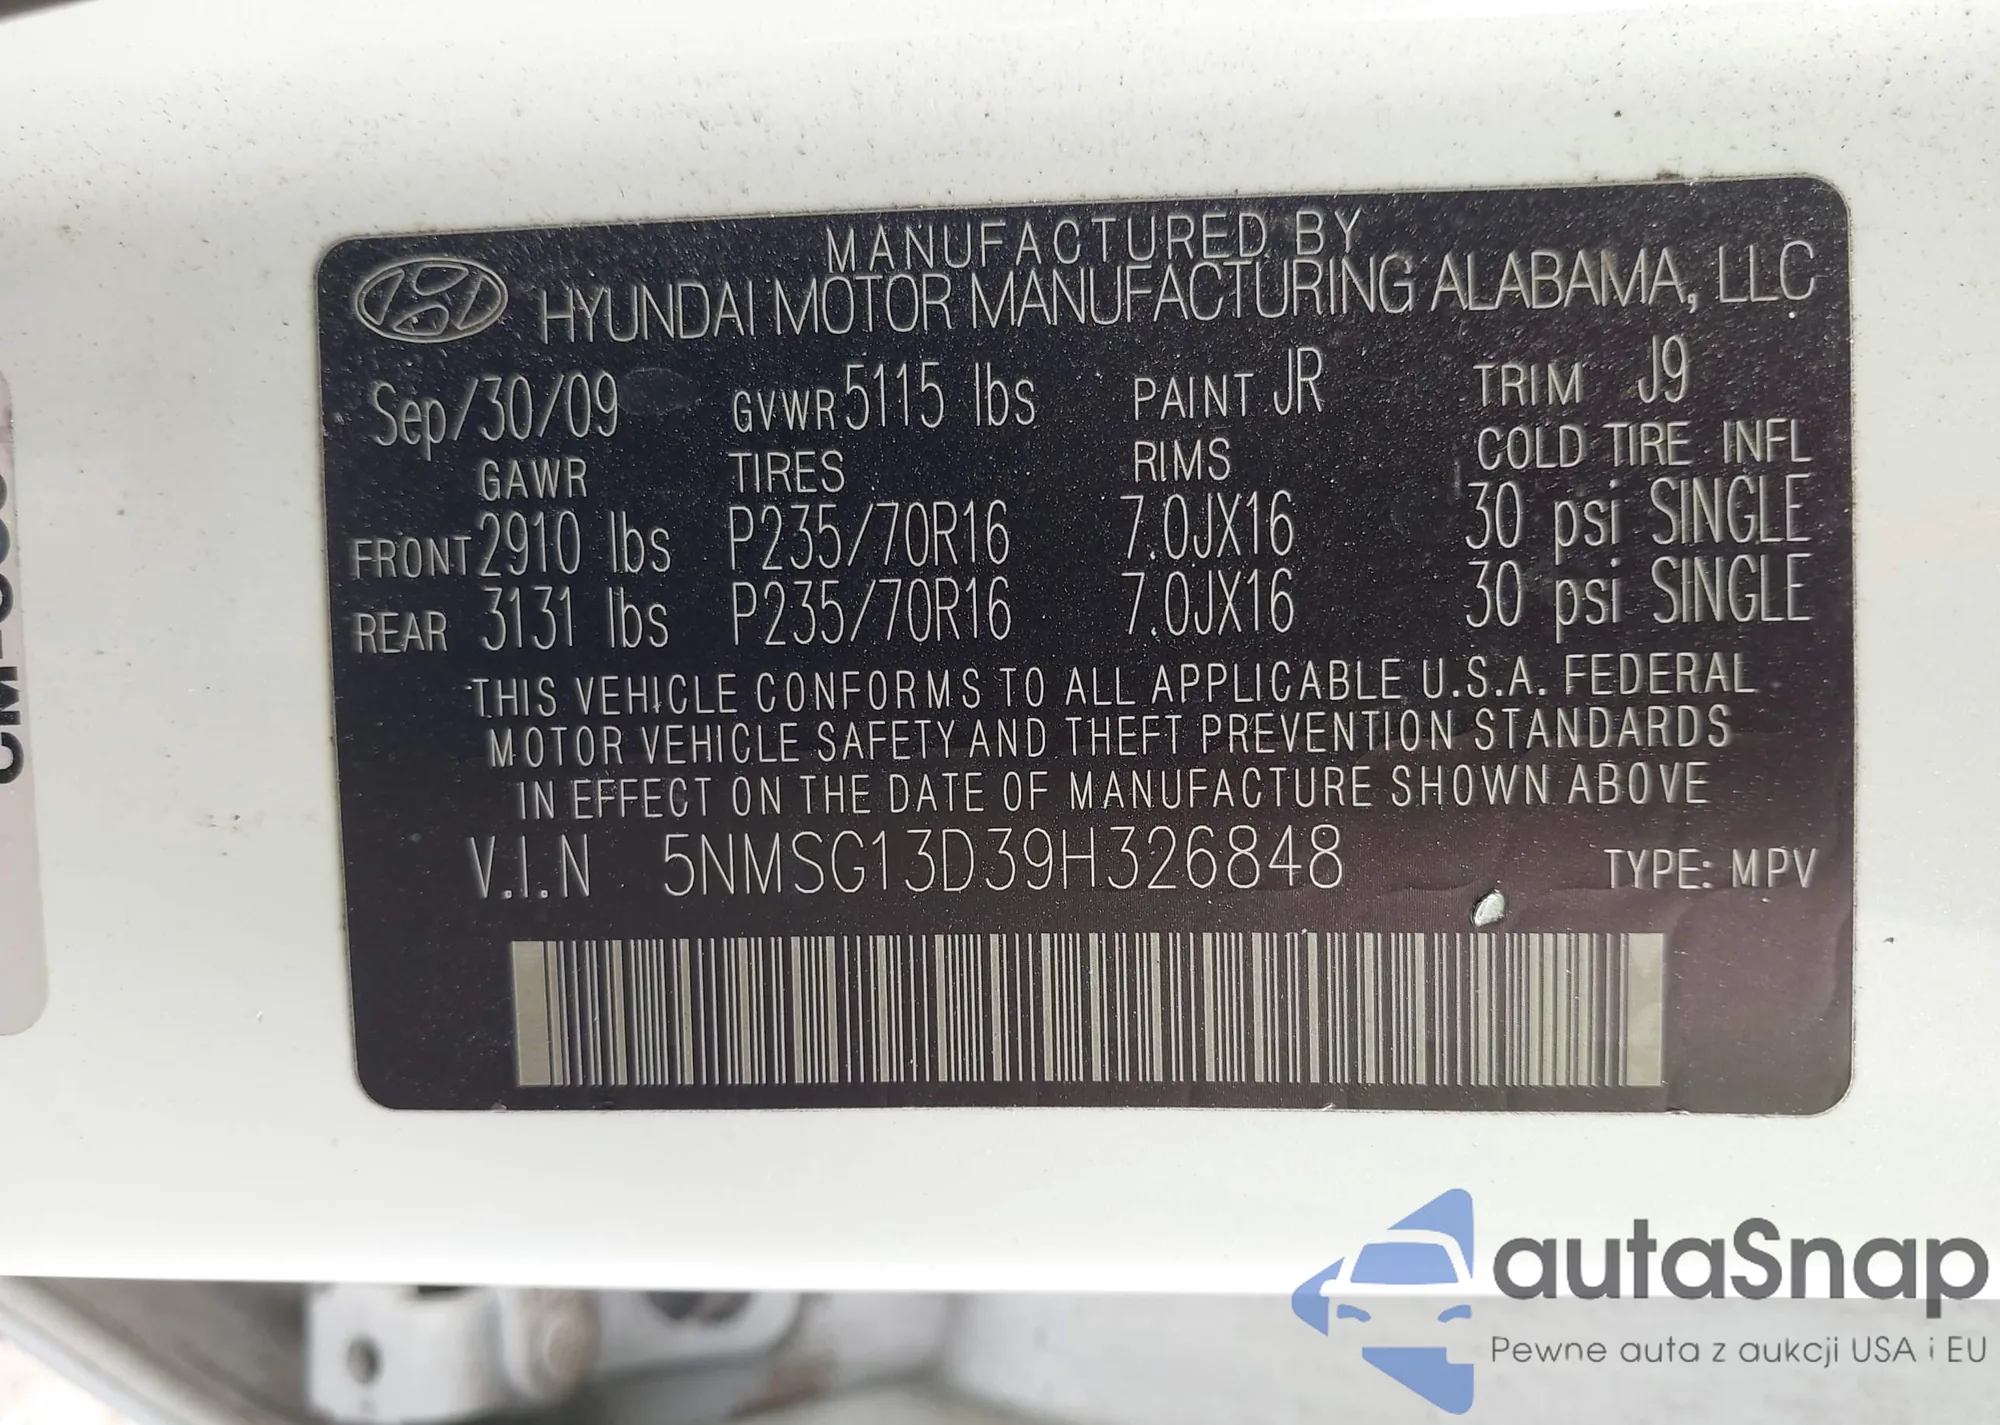 MANUFACTURED BY
HYUNDAI MOTOR MANUFACTURING ALABAMA, LLC
Sep/30/09 GVWR 5115 lbs PAINT JR TRIM J9
GAWR TIRES RIMS COLD TIRE INFL
FRONT 2910 lbs P235/70R16 7.0JX16 30 psi SINGLE
REAR 3131 lbs P235/70R16 7.0JX16 30 psi SINGLE
THIS VEHICLE CONFORMS TO ALL APPLICABLE U.S.A. FEDERAL
MOTOR VEHICLE SAFETY AND THEFT PREVENTION STANDARDS
IN EFFECT ON THE DATE OF MANUFACTURE SHOWN ABOVE
V.I.N 5NMSG13D39H326848 TYPE: MPV
autaSnap
Pewne auta z aukcji USA i EU